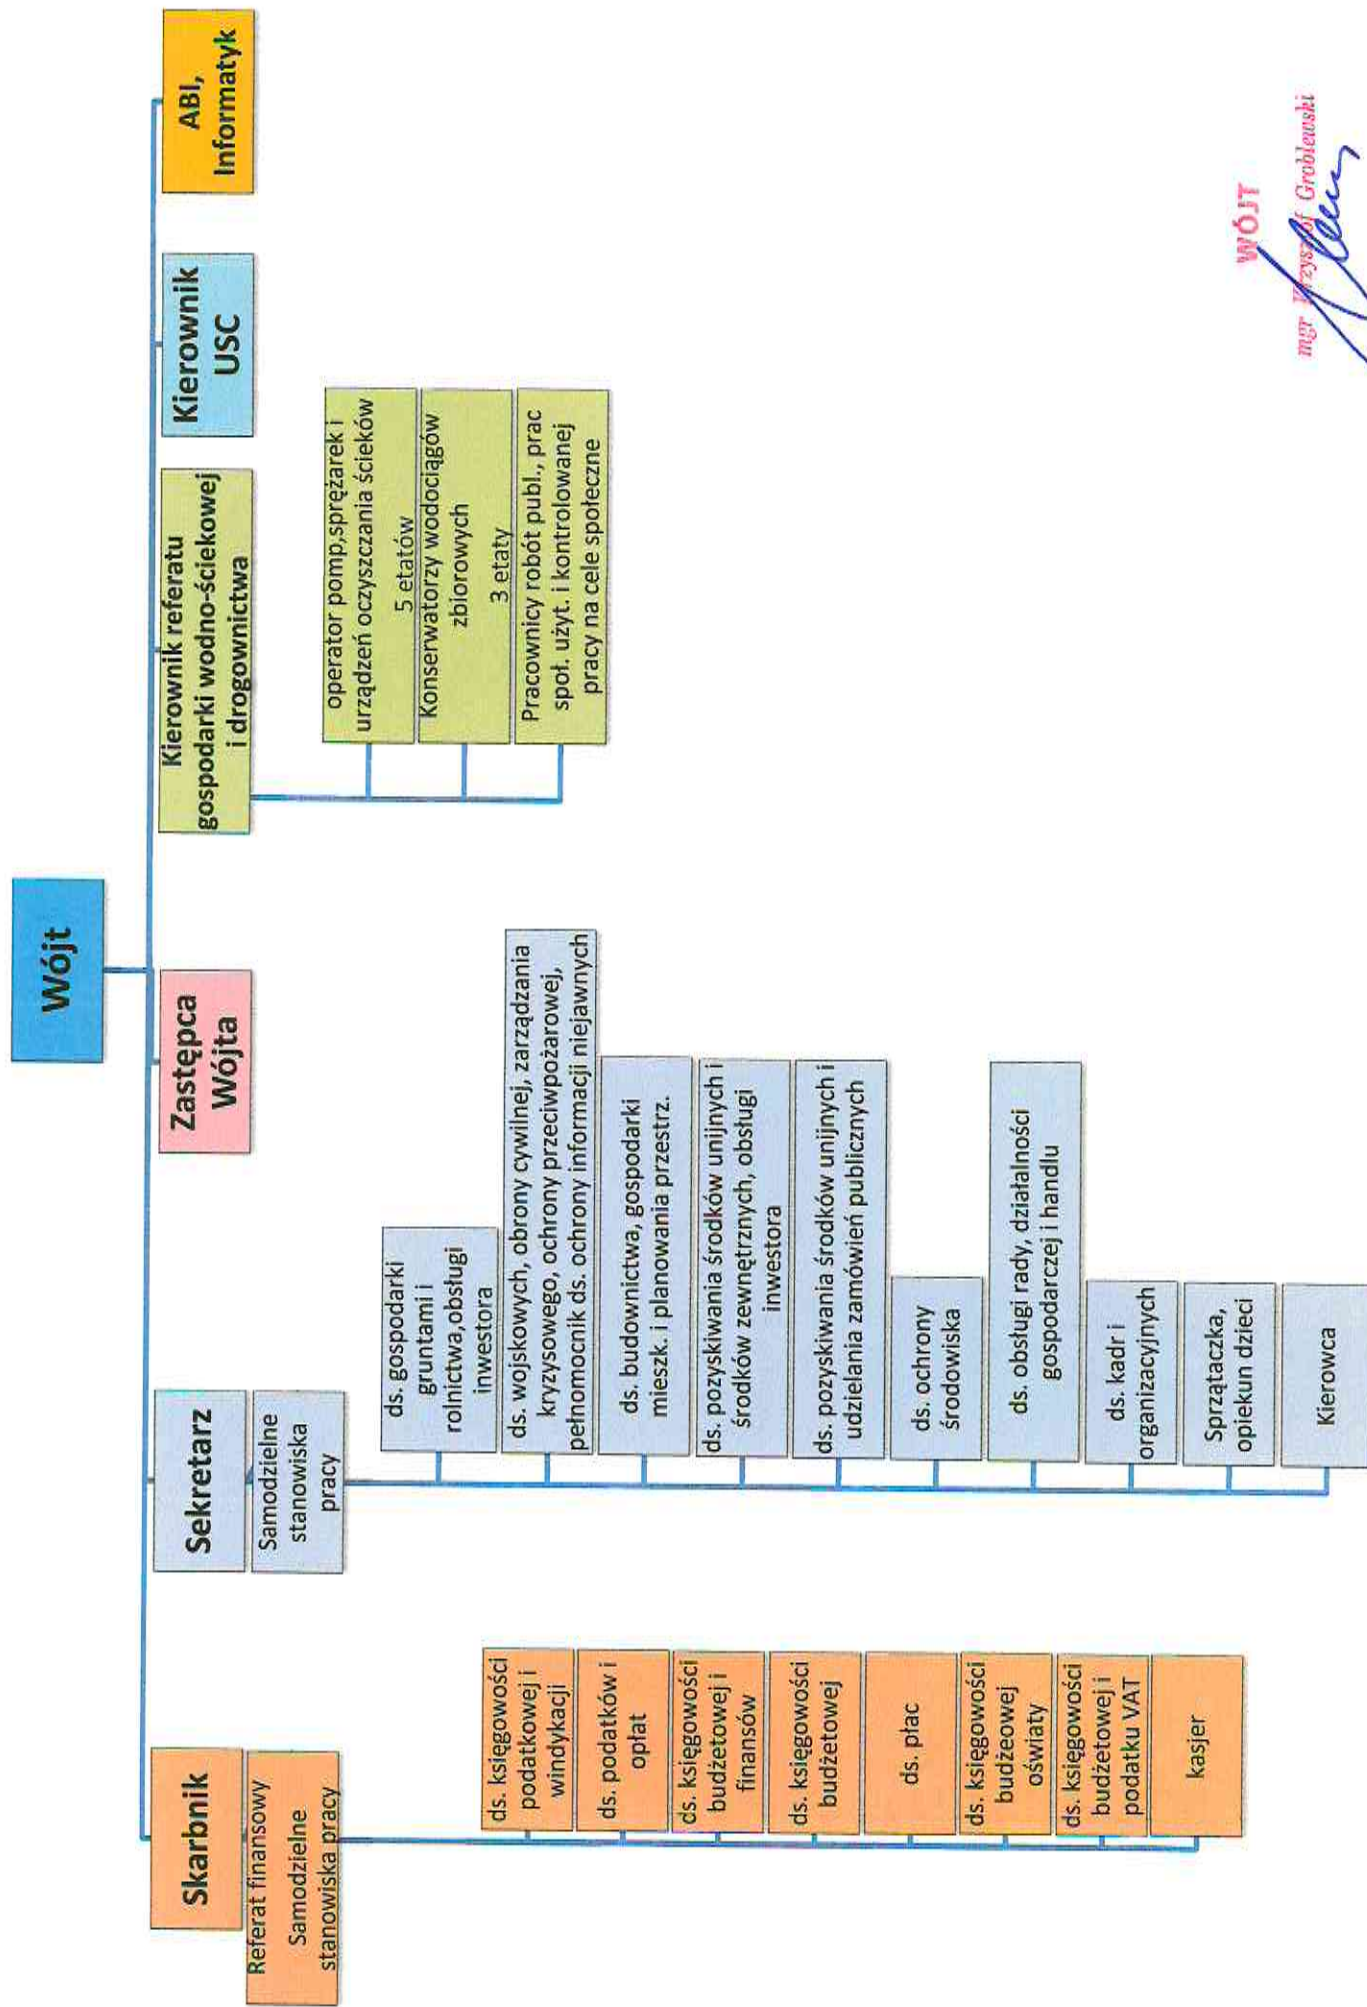 Wójt
Skarbnik
Referat finansowy
Samodzielne
stanowiska pracy
ds. księgowości
podatkowej i
windykacji
ds. podatków i
opłat
ds. księgowości
budżetowej i
finansów
ds. księgowości
budżetowej
ds. płac
ds. księgowości
budżeowej
oświaty
ds. księgowości
budżetowej i
podatku VAT
kasjer
Sekretarz
Samodzielne
stanowiska
pracy
ds. gospodarki
gruntami i
rolnictwa,obsługi
inwestora
ds. wojskowych, obrony cywilnej, zarządzania
kryzysowego, ochrony przeciwpożarowej,
pełnomocnik ds. ochrony informacji niejawnych
ds. budownictwa, gospodarki
mieszk. i planowania przestrz.
ds. pozyskiwania środków unijnych i
środków zewnętrznych, obsługi
inwestora
ds. pozyskiwania środków unijnych i
udzielania zamówień publicznych
ds. ochrony
środowiska
ds. obsługi rady, działalności
gospodarczej i handlu
ds. kadr i
organizacyjnych
Sprzątaczka,
opiekun dzieci
Kierowca
Zastępca
Wójta
Kierownik referatu
gospodarki wodno-ściekowej
i drogownictwa
operator pomp,sprężarek i
urządzeń oczyszczania ścieków
5 etatów
Konserwatorzy wodociągów
zbiorowych
3 etaty
Pracownicy robót publ., prac
społ. użyt. i kontrolowanej
pracy na cele społeczne
Kierownik
USC
ABI,
Informatyk
WÓJT
mgr Krzysztof Groblewski